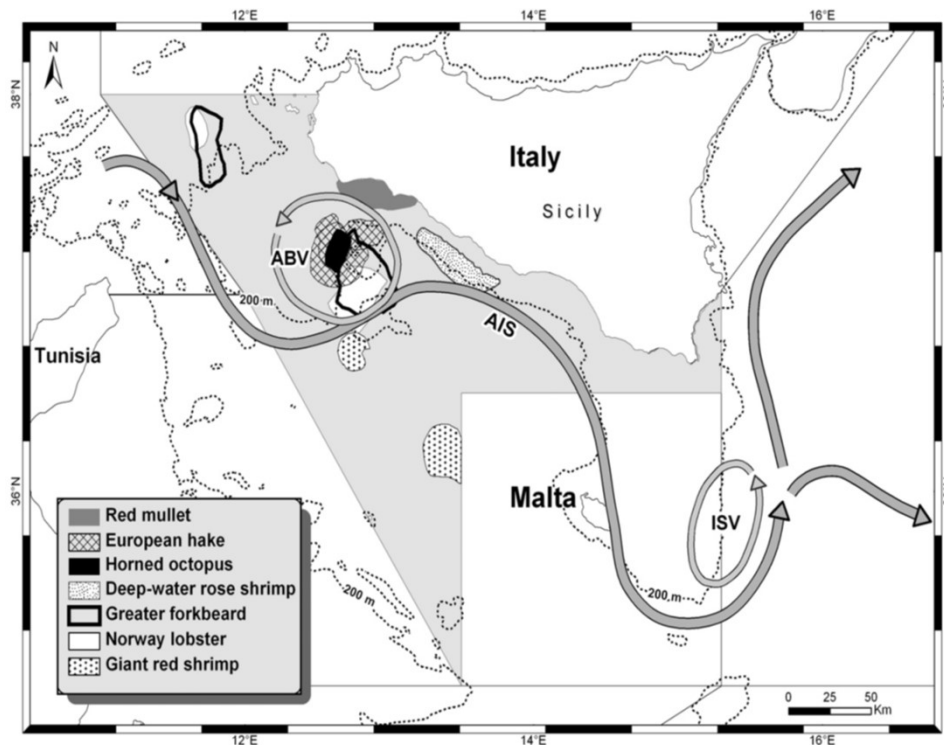 12°E
14°E
16°E
N
38°N
38°N
Italy
Sicily
ABV
200 m
AIS
Tunisia
36°N
36°N
Malta
ISV
200 m
200 m
Red mullet
European hake
Horned octopus
Deep-water rose shrimp
Greater forkbeard
Norway lobster
Giant red shrimp
0 25 50
Km
12°E
14°E
16°E